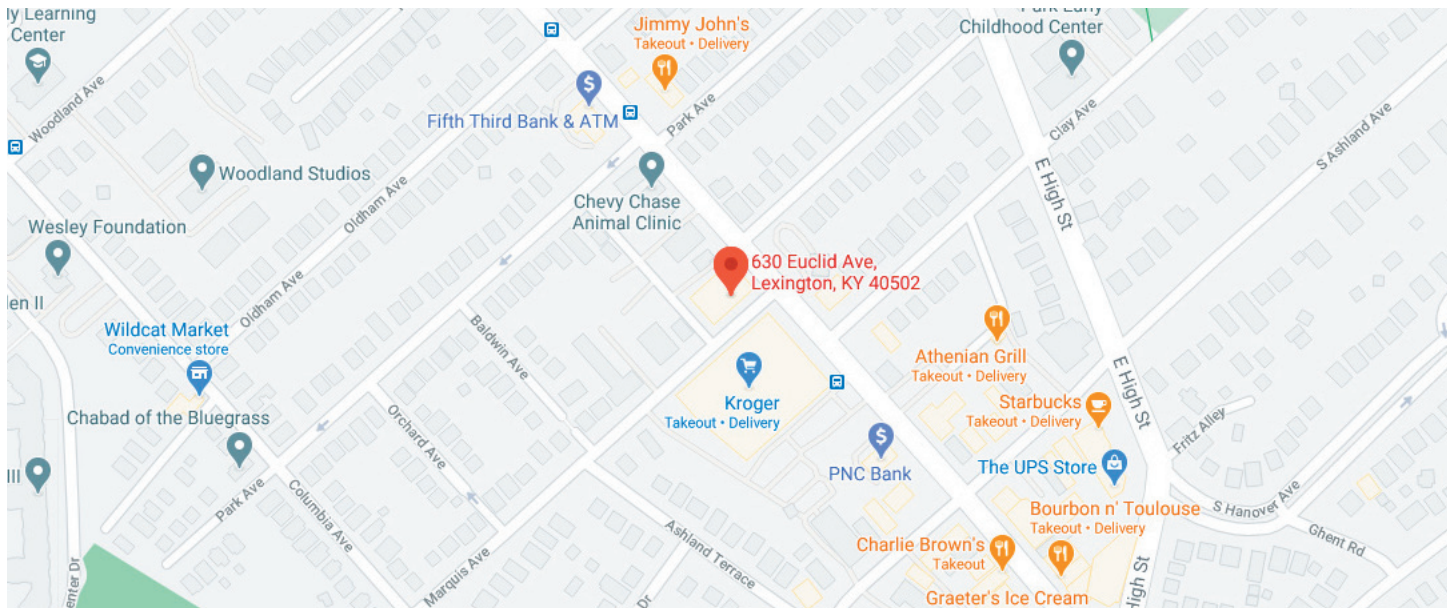 ly Learning
Center
Jimmy John's
Takeout • Delivery
Childhood Center
Fifth Third Bank & ATM
Park Ave
Woodland Ave
Clay Ave
S Ashland Ave
Woodland Studios
Oldham Ave
Chevy Chase
Animal Clinic
E High St
Wesley Foundation
630 Euclid Ave,
Lexington, KY 40502
len II
Oldham Ave
Wildcat Market
Convenience store
Baldwin Ave
Athenian Grill
Takeout • Delivery
E High St
Kroger
Takeout • Delivery
Starbucks
Takeout • Delivery
Chabad of the Bluegrass
Orchard Ave
Fritz Alley
III
PNC Bank
The UPS Store
Park Ave
Columbia Ave
S Hanover Ave
Bourbon n' Toulouse
Takeout • Delivery
Ashland Terrace
Ghent Rd
Charlie Brown's
Takeout
Marquis Ave
enter Dr
High St
Dr
Graeter's Ice Cream